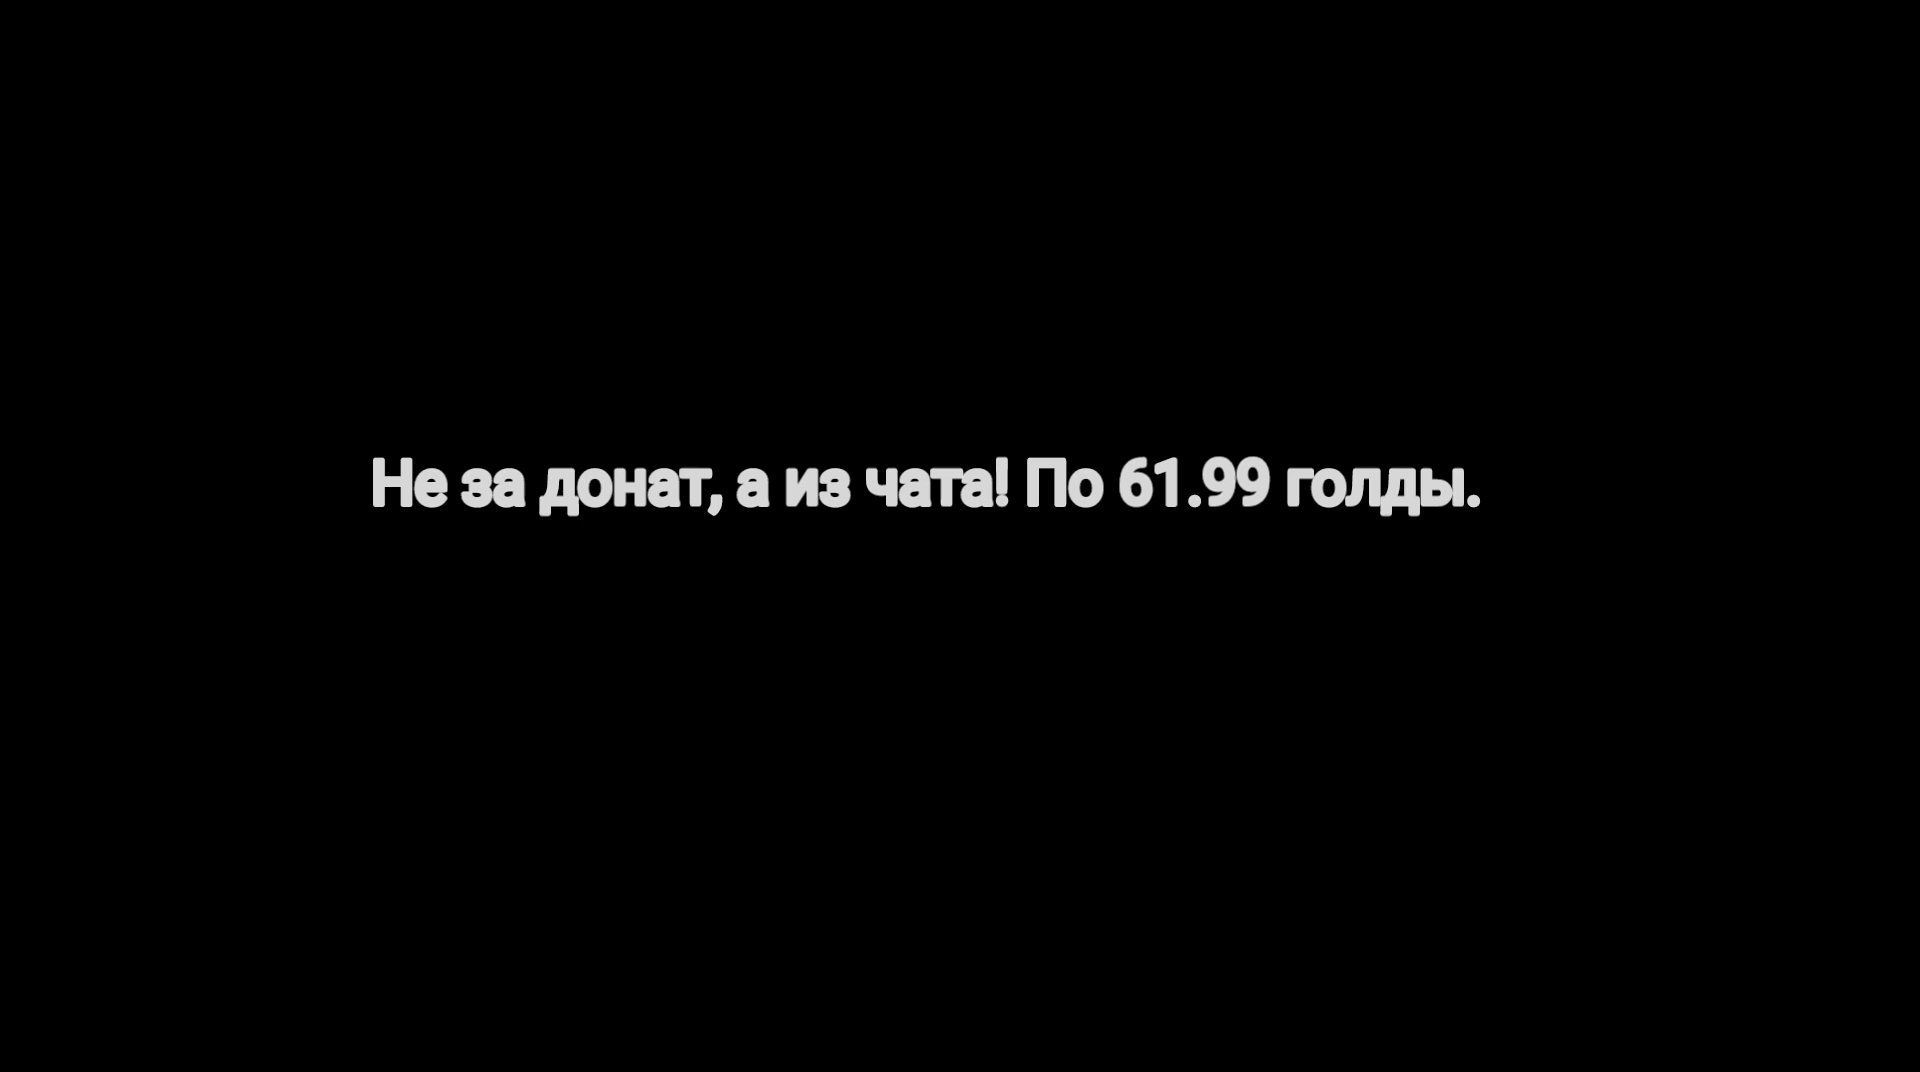 Не за донат, а из чата! По 61.99 голды.